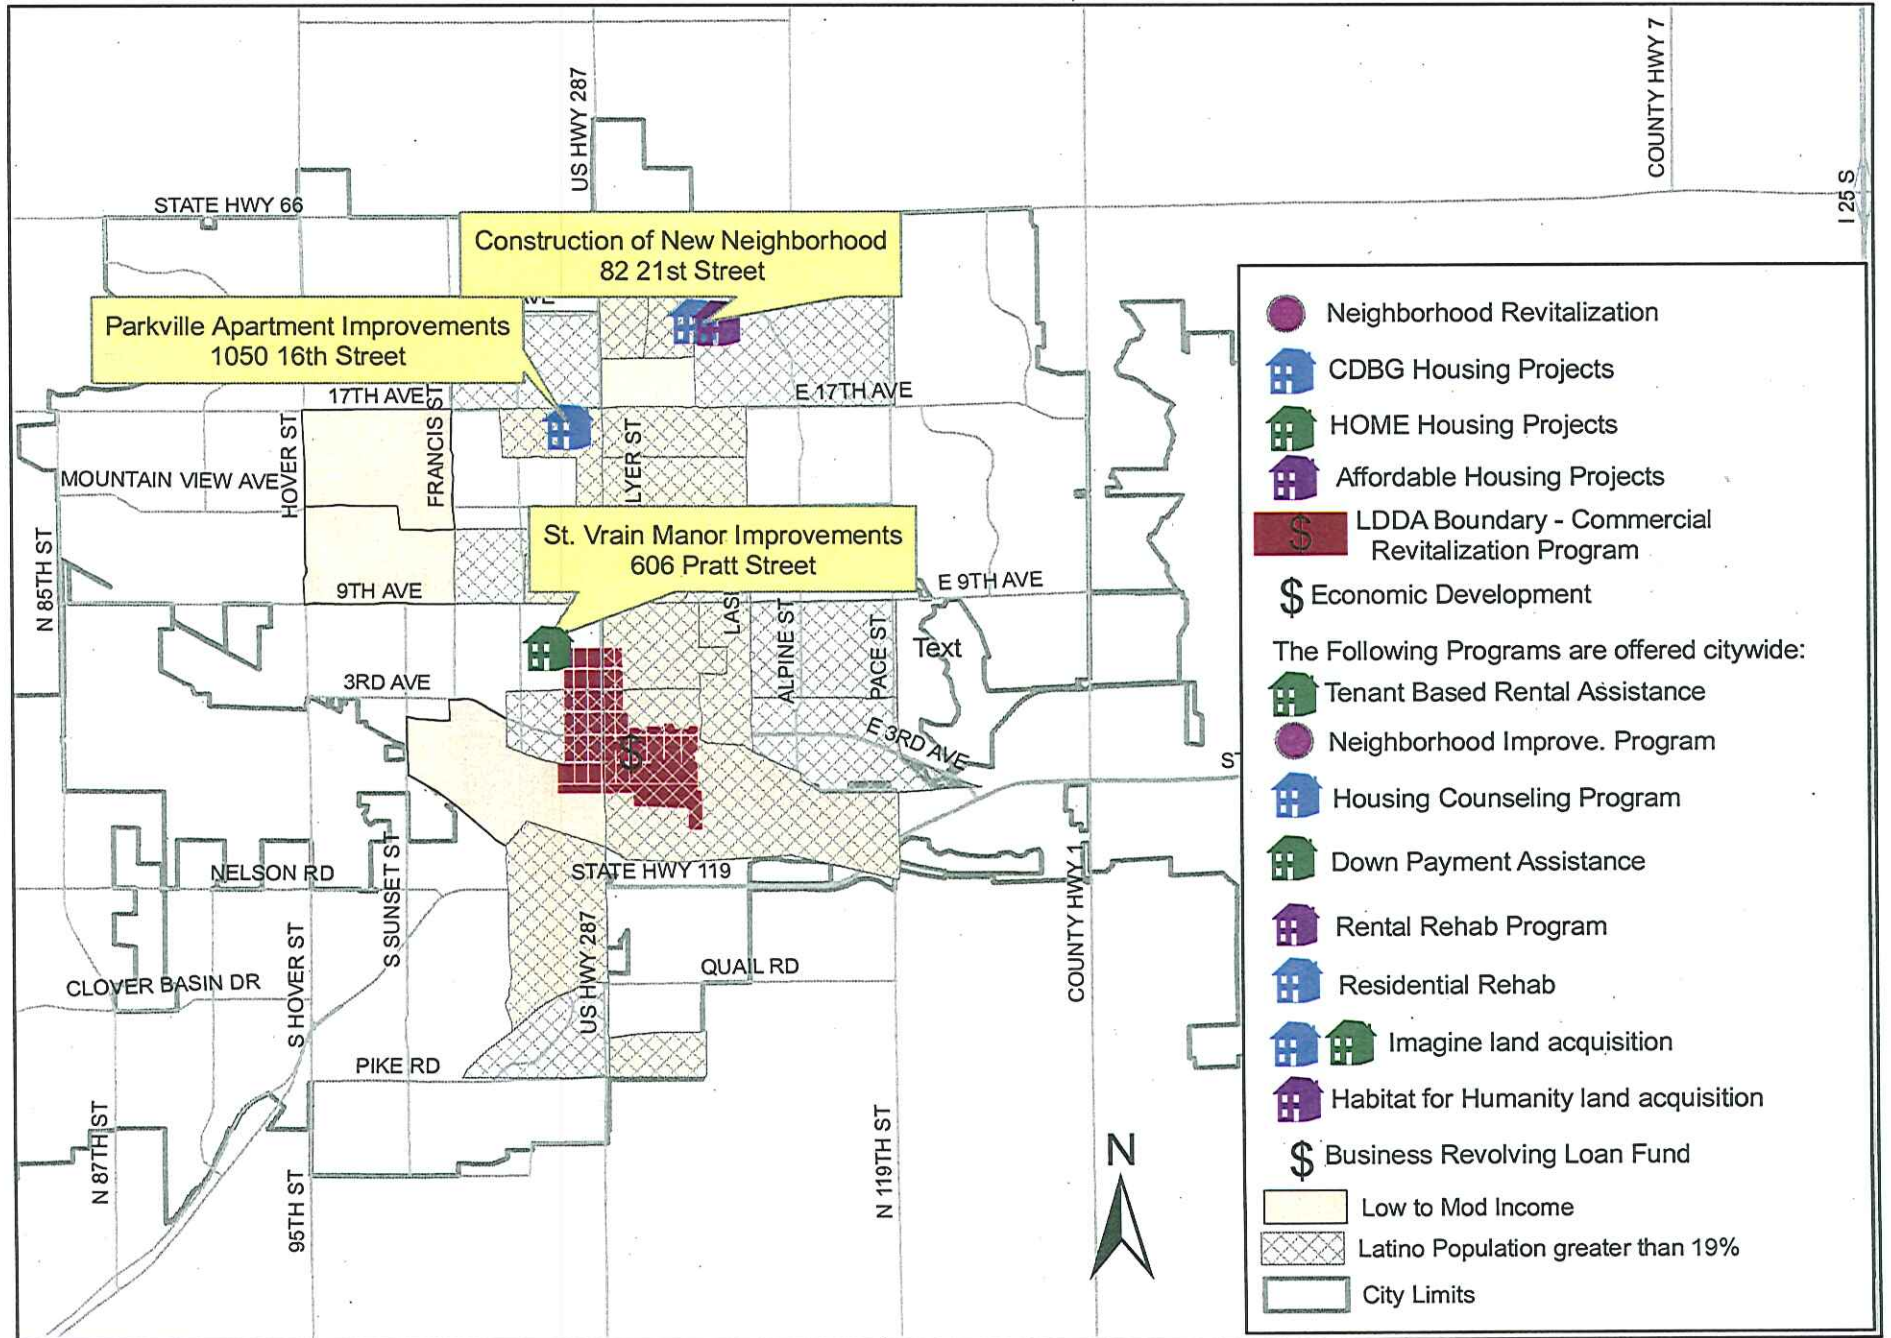 US HWY 287
COUNTY HWY 7
I 25 S
STATE HWY 66
Construction of New Neighborhood
82 21st Street
Parkville Apartment Improvements
1050 16th Street
17TH AVE
E 17TH AVE
HOVER ST
FRANCIS ST
LYER ST
MOUNTAIN VIEW AVE
N 85TH ST
St. Vrain Manor Improvements
606 Pratt Street
9TH AVE
E 9TH AVE
LAS
ALPINE ST
PACE ST
Text
3RD AVE
E 3RD AVE
$
ST
NELSON RD
S SUNSET ST
STATE HWY 119
COUNTY HWY 1
S HOVER ST
US HWY 287
QUAIL RD
CLOVER BASIN DR
PIKE RD
N 87TH ST
95TH ST
N 119TH ST
N
Neighborhood Revitalization
CDBG Housing Projects
HOME Housing Projects
Affordable Housing Projects
$ LDDA Boundary - Commercial
Revitalization Program
$ Economic Development
The Following Programs are offered citywide:
Tenant Based Rental Assistance
Neighborhood Improve. Program
Housing Counseling Program
Down Payment Assistance
Rental Rehab Program
Residential Rehab
Imagine land acquisition
Habitat for Humanity land acquisition
$ Business Revolving Loan Fund
Low to Mod Income
Latino Population greater than 19%
City Limits